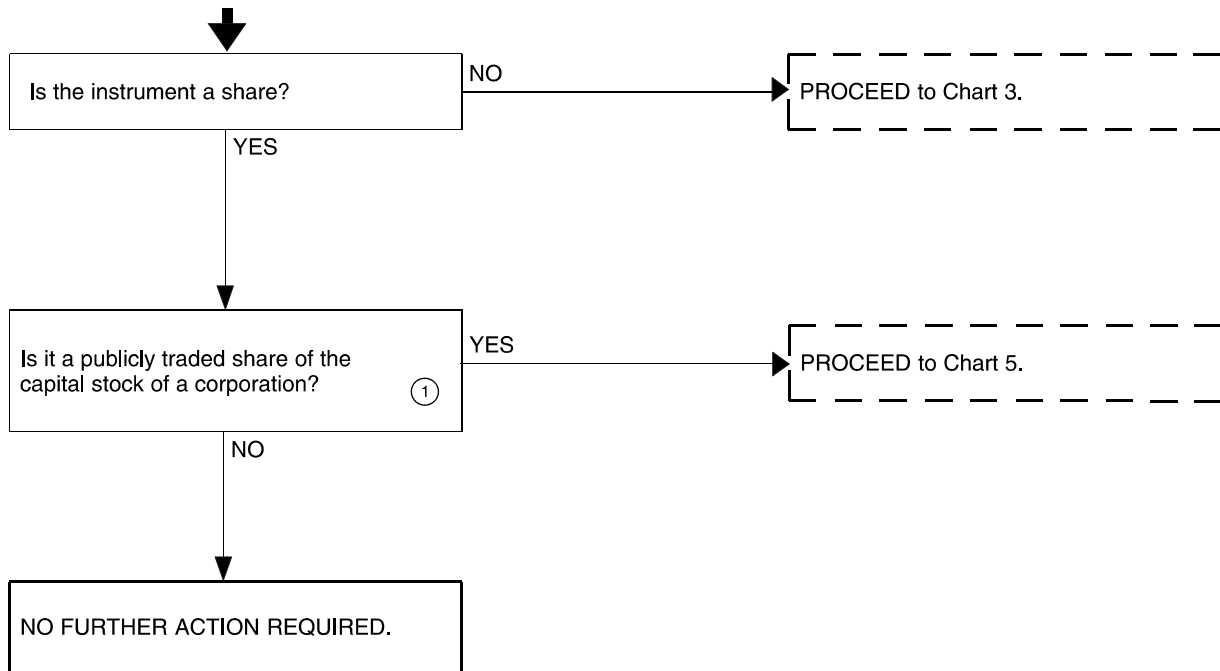 Is the instrument a share?
NO
PROCEED to Chart 3.
YES
Is it a publicly traded share of the
capital stock of a corporation?
1
YES
PROCEED to Chart 5.
NO
NO FURTHER ACTION REQUIRED.